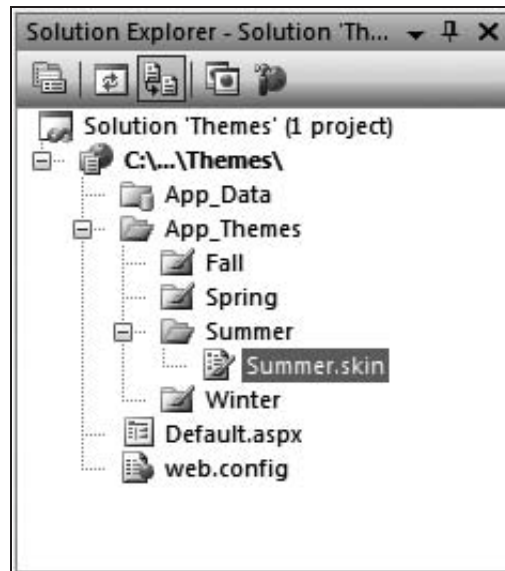 Solution Explorer - Solution 'Th...
Solution 'Themes' (1 project)
C:\...\Themes\
App_Data
App_Themes
Fall
Spring
Summer
Summer.skin
Winter
Default.aspx
web.config